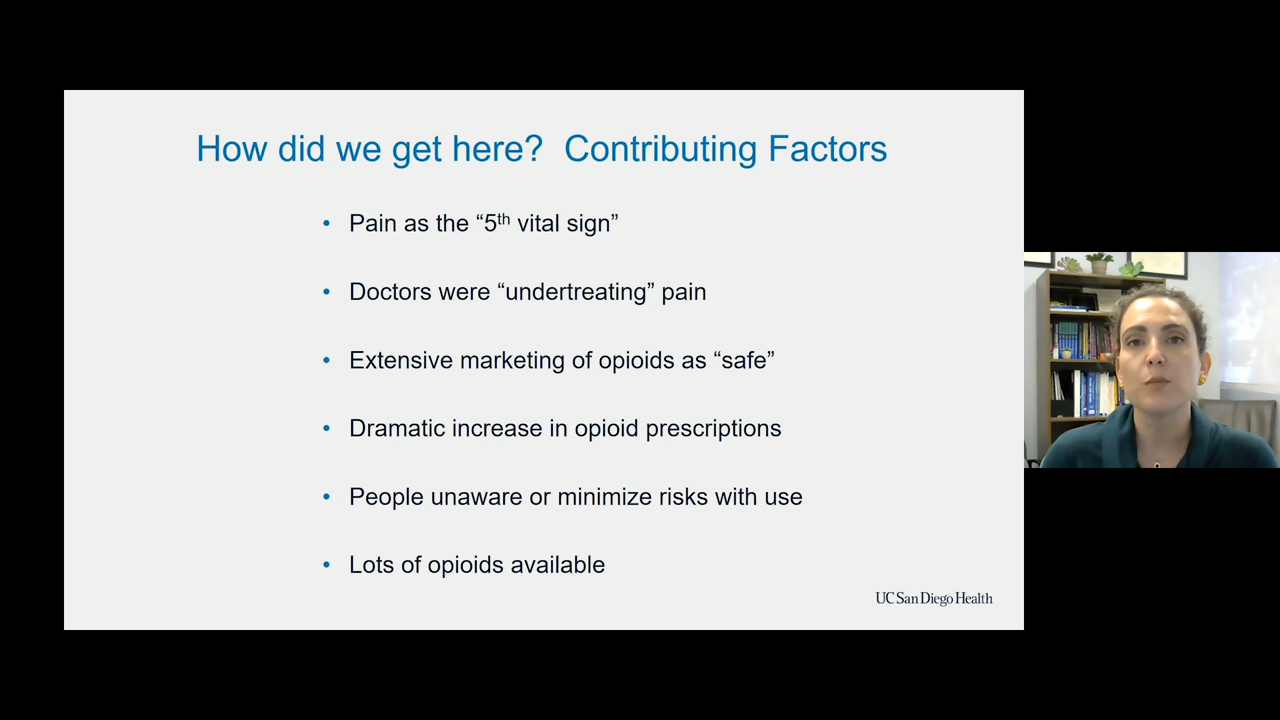 How did we get here?  Contributing Factors
• Pain as the “5th vital sign”
• Doctors were “undertreating” pain
• Extensive marketing of opioids as “safe”
• Dramatic increase in opioid prescriptions
• People unaware or minimize risks with use
• Lots of opioids available
UC San Diego Health